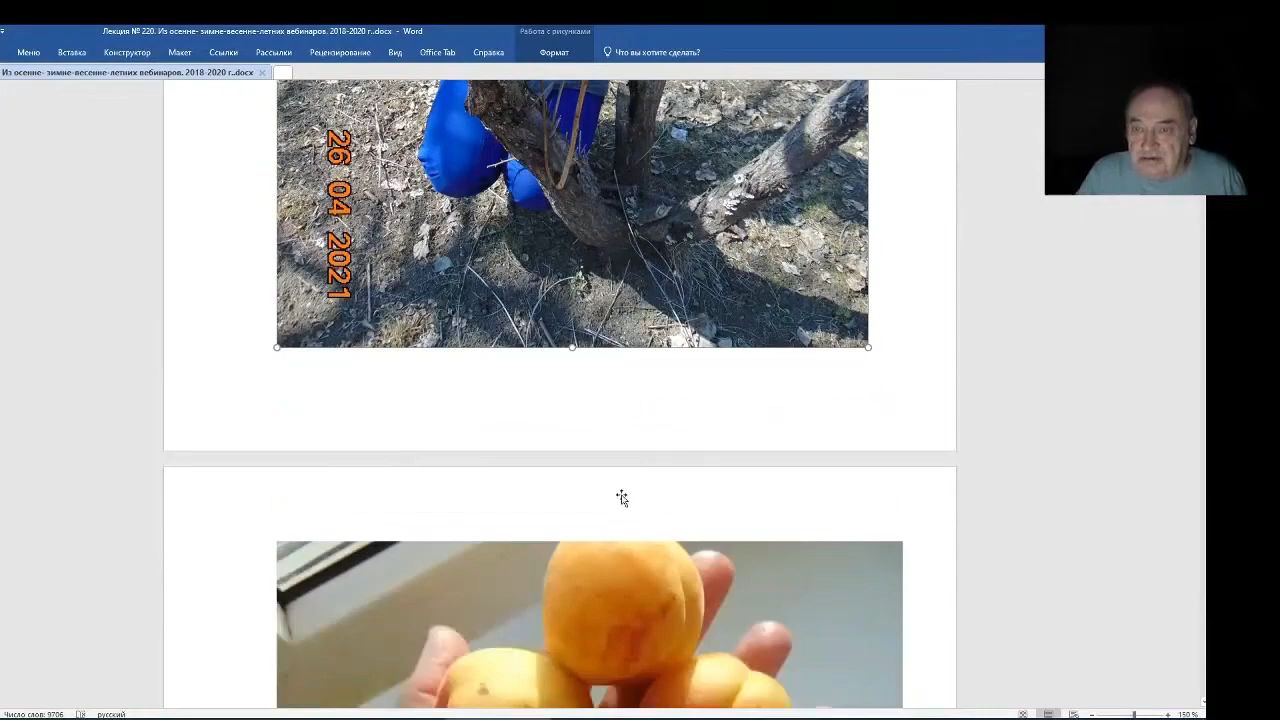 Лекция № 220. Из осенне- зимне-весенне-летних вебинаров. 2018-2020 г..docx - Word
Работа с рисунками
Меню Вставка Конструктор Макет Ссылки Рассылки Рецензирование Вид Office Tab Справка Формат Что вы хотите сделать?
Из осенне- зимне-весенне-летних вебинаров. 2018-2020 г..docx
26 04 2021
Число слов: 9706 русский 150 %